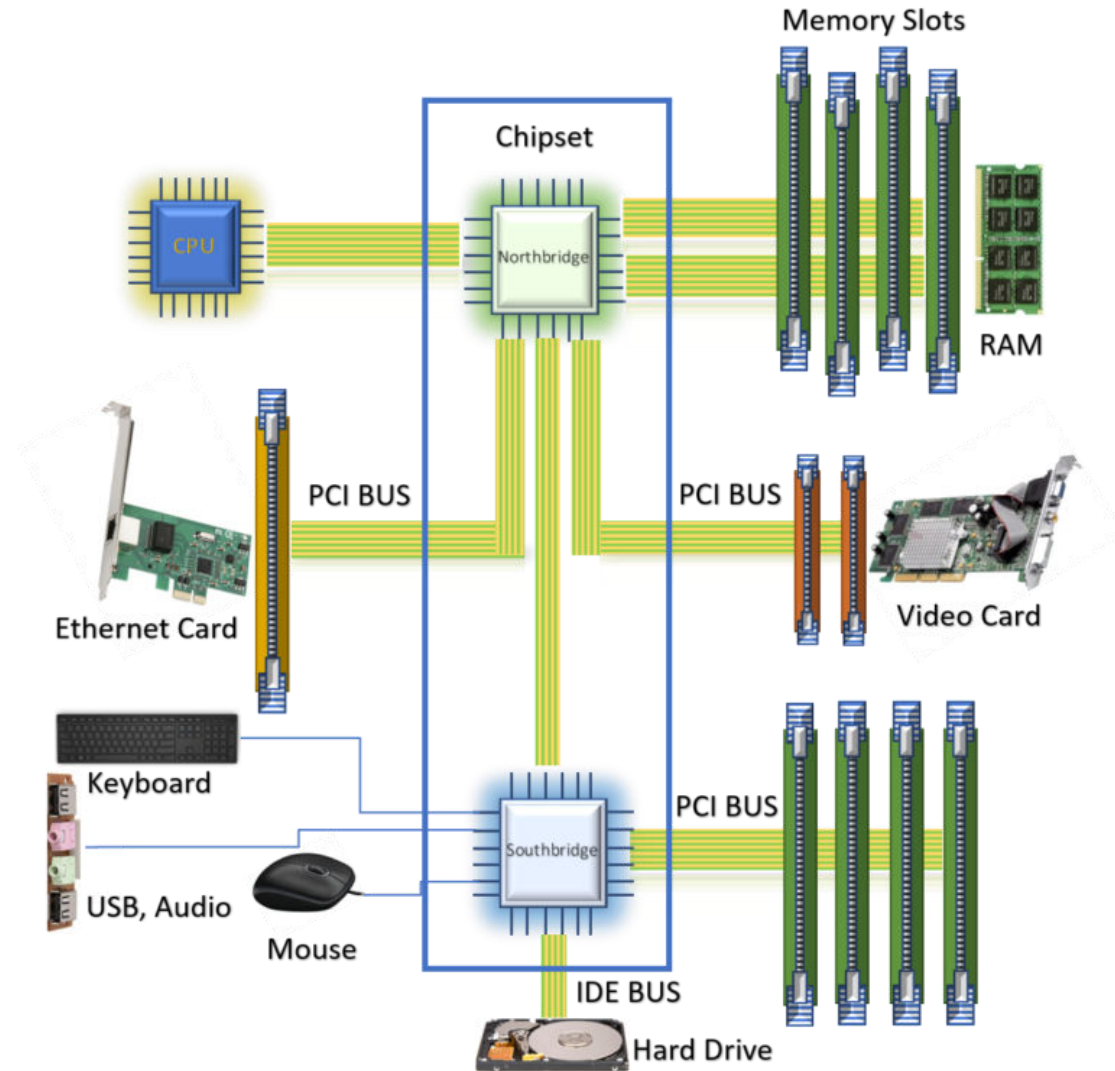 Memory Slots
Chipset
CPU
Northbridge
RAM
PCI BUS
PCI BUS
Ethernet Card
Video Card
Keyboard
PCI BUS
Southbridge
USB, Audio
Mouse
IDE BUS
Hard Drive